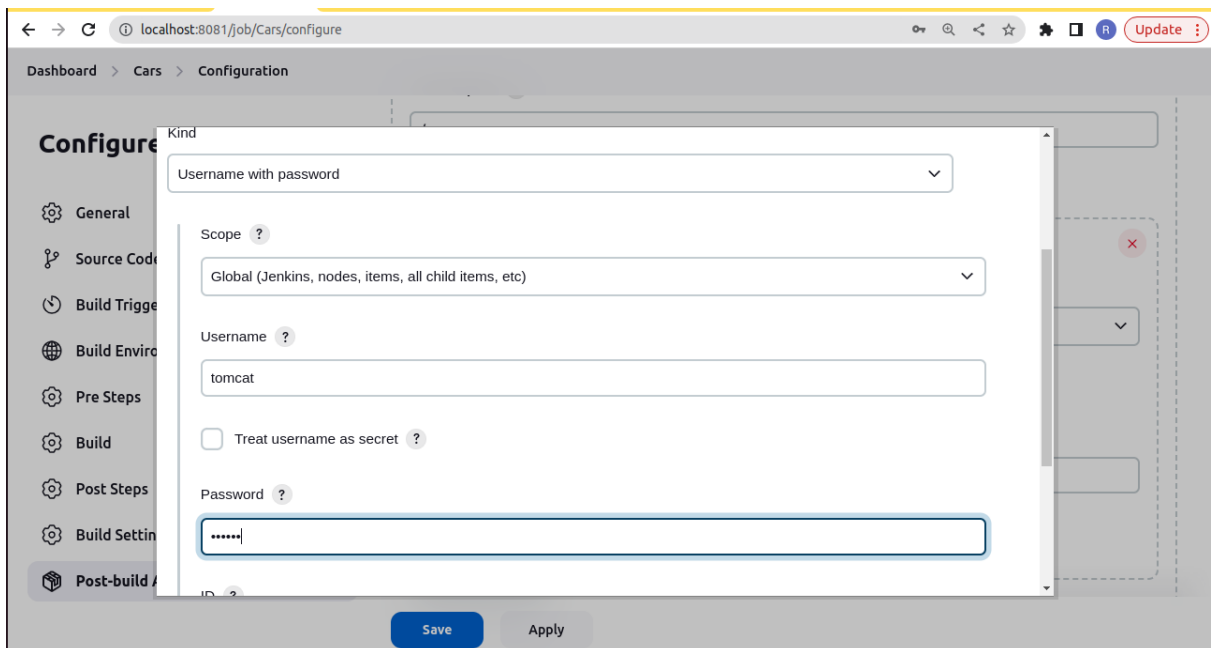 localhost:8081/job/Cars/configure
R
Update
Dashboard > Cars > Configuration
Configure
General
Source Code
Build Trigge
Build Enviro
Pre Steps
Build
Post Steps
Build Settin
Post-build A
Kind
Username with password
Scope ?
Global (Jenkins, nodes, items, all child items, etc)
Username ?
tomcat
Treat username as secret ?
Password ?
••••••
ID ?
Save
Apply